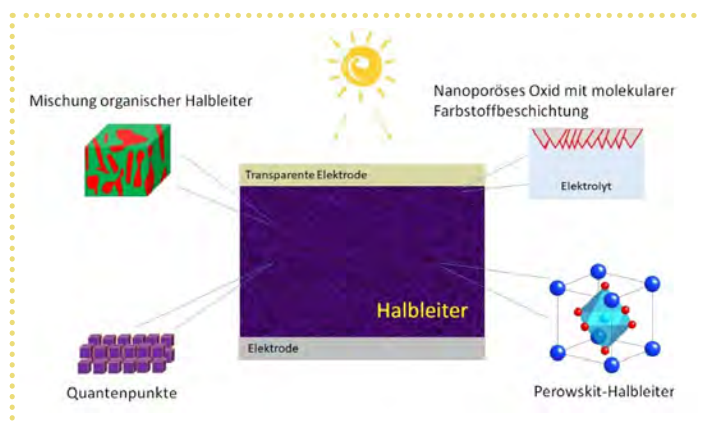 Mischung organischer Halbleiter
Nanoporöses Oxid mit molekularer
Farbstoffbeschichtung
Transparente Elektrode
Elektrolyt
Halbleiter
Elektrode
Quantenpunkte
Perowskit-Halbleiter